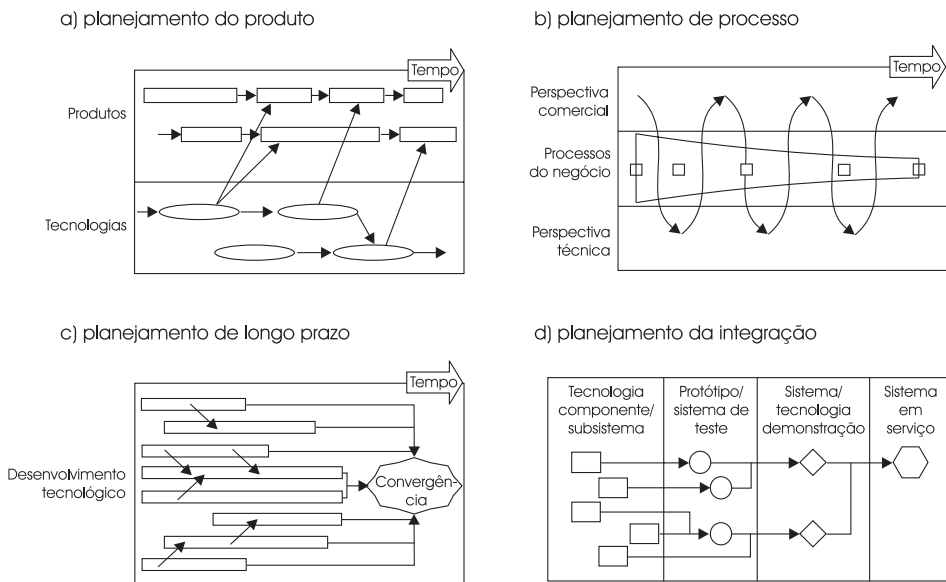 a) planejamento do produto
Tempo
Produtos
Tecnologias
b) planejamento de processo
Tempo
Perspectiva
comercial
Processos
do negócio
Perspectiva
técnica
c) planejamento de longo prazo
Tempo
Desenvolvimento
tecnológico
Convergên-
cia
d) planejamento da integração
Tecnologia
componente/
subsistema
Protótipo/
sistema de
teste
Sistema/
tecnologia
demonstração
Sistema
em
serviço